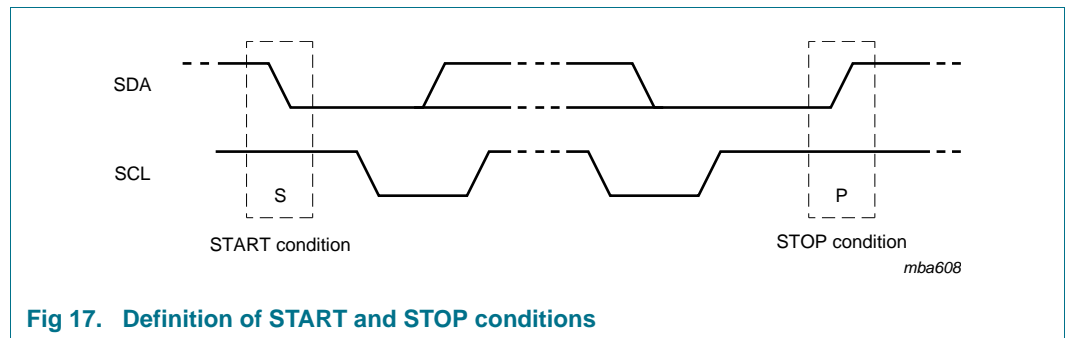 SDA
SCL
S
P
START condition
STOP condition
mba608
Fig 17. Definition of START and STOP conditions